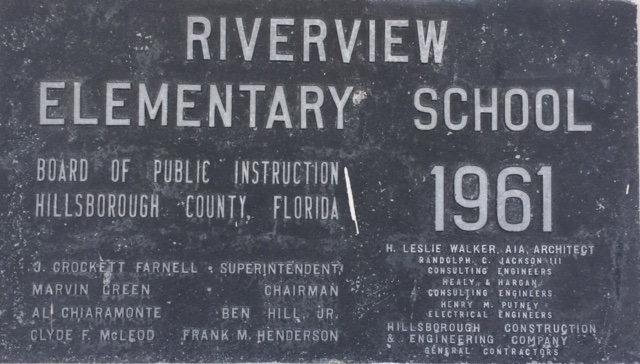 RIVERVIEW
ELEMENTARY SCHOOL
BOARD OF PUBLIC INSTRUCTION
HILLSBOROUGH COUNTY, FLORIDA
1961
J. CROCKETT FARNELL - SUPERINTENDENT
MARVIN GREEN CHAIRMAN
AL CHIARAMONTE BEN HILL, JR.
CLYDE F. McLEOD FRANK M. HENDERSON
H. LESLIE WALKER, AIA, ARCHITECT
RANDOLPH C. JACKSON III
CONSULTING ENGINEERS
HEALY & HARGAN
CONSULTING ENGINEERS
HENRY M. PUTNEY
ELECTRICAL ENGINEERS
HILLSBOROUGH CONSTRUCTION
& ENGINEERING COMPANY
GENERAL CONTRACTORS